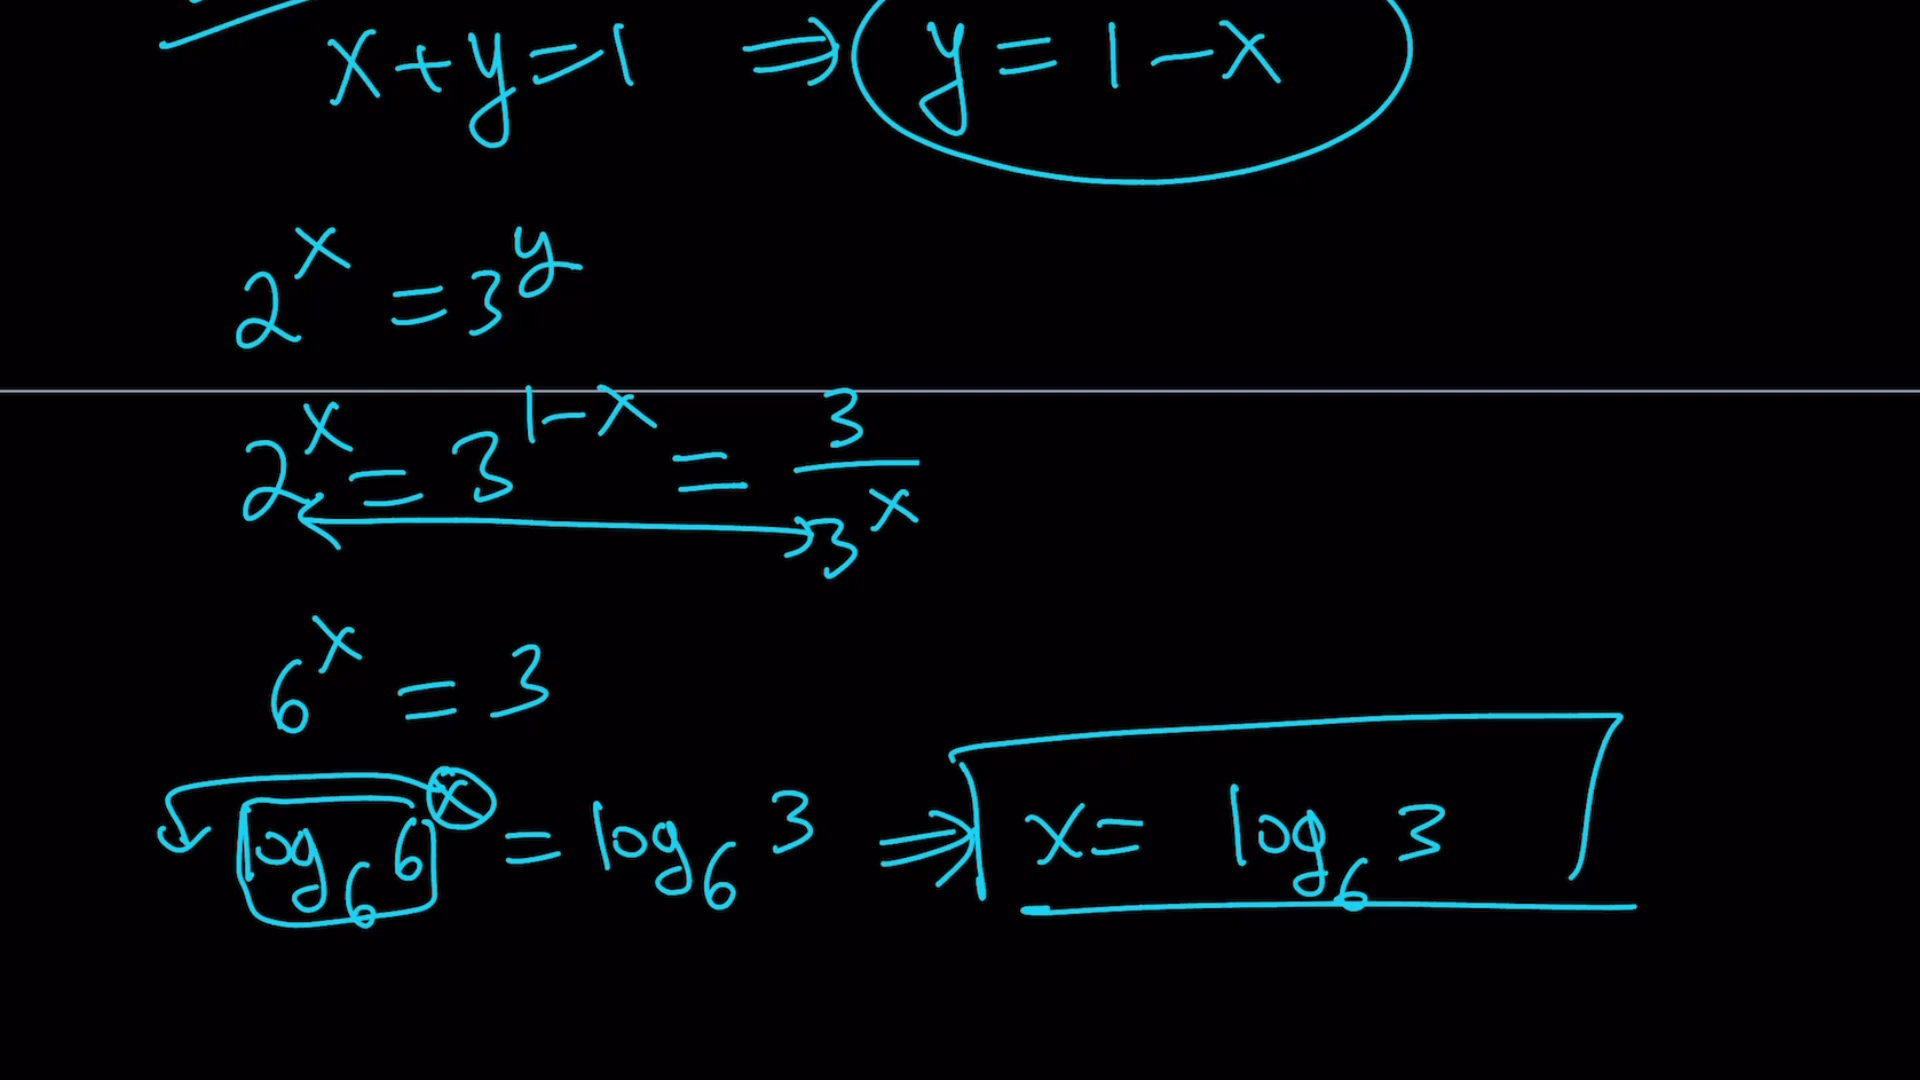 x+y=1 ⇒ y = 1-x
2^x = 3^y
2^x = 3^(1-x) = 3/3^x
6^x = 3
log_6 6^x = log_6 3 ⇒ x = log_6 3